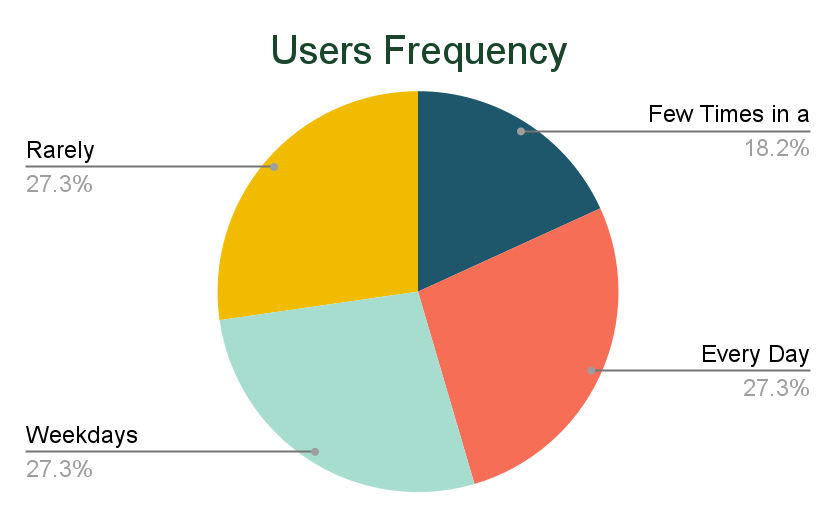 Users Frequency
Few Times in a
18.2%
Rarely
27.3%
Every Day
27.3%
Weekdays
27.3%